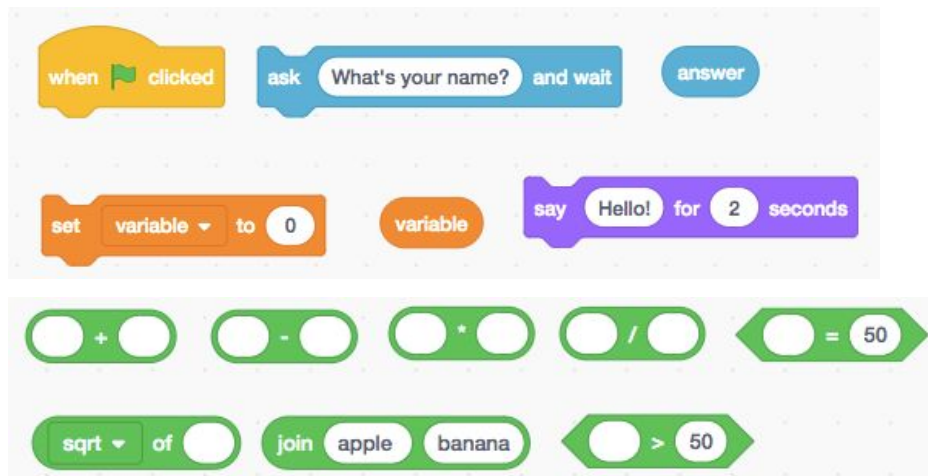 when clicked ask What's your name? and wait answer
set variable to 0 variable say Hello! for 2 seconds
+ - * / = 50
sqrt of join apple banana > 50